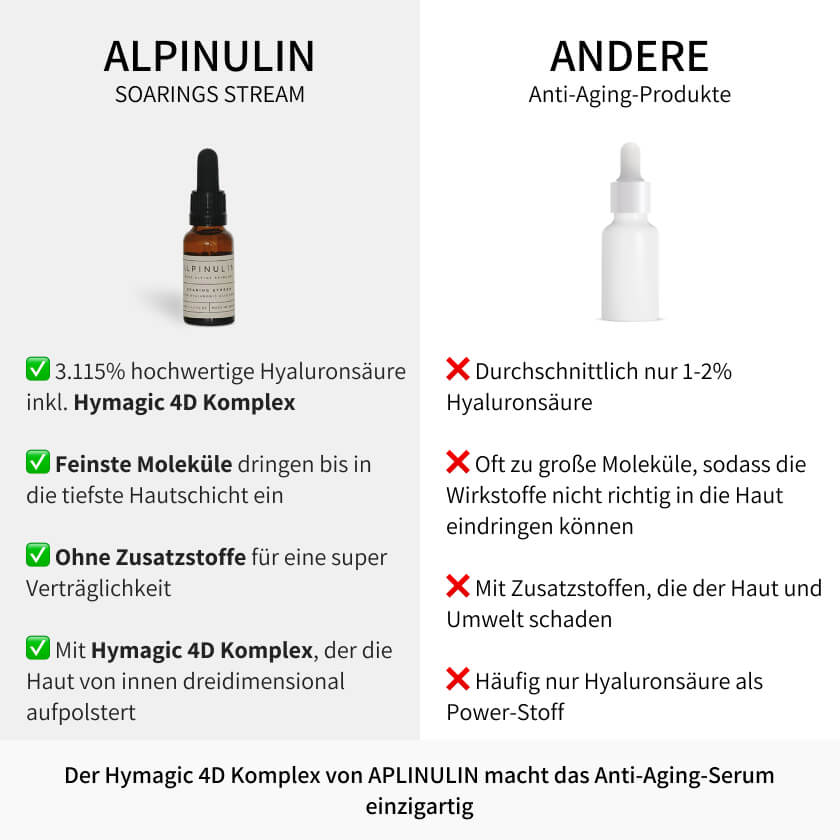 ALPINULIN
SOARINGS STREAM
ALPINULIN
SOARING STREAM
✅ 3.115% hochwertige Hyaluronsäure
inkl. Hymagic 4D Komplex
✅ Feinste Moleküle dringen bis in
die tiefste Hautschicht ein
✅ Ohne Zusatzstoffe für eine super
Verträglichkeit
✅ Mit Hymagic 4D Komplex, der die
Haut von innen dreidimensional
aufpolstert
ANDERE
Anti-Aging-Produkte
❌ Durchschnittlich nur 1-2%
Hyaluronsäure
❌ Oft zu große Moleküle, sodass die
Wirkstoffe nicht richtig in die Haut
eindringen können
❌ Mit Zusatzstoffen, die der Haut und
Umwelt schaden
❌ Häufig nur Hyaluronsäure als
Power-Stoff
Der Hymagic 4D Komplex von APLINULIN macht das Anti-Aging-Serum
einzigartig